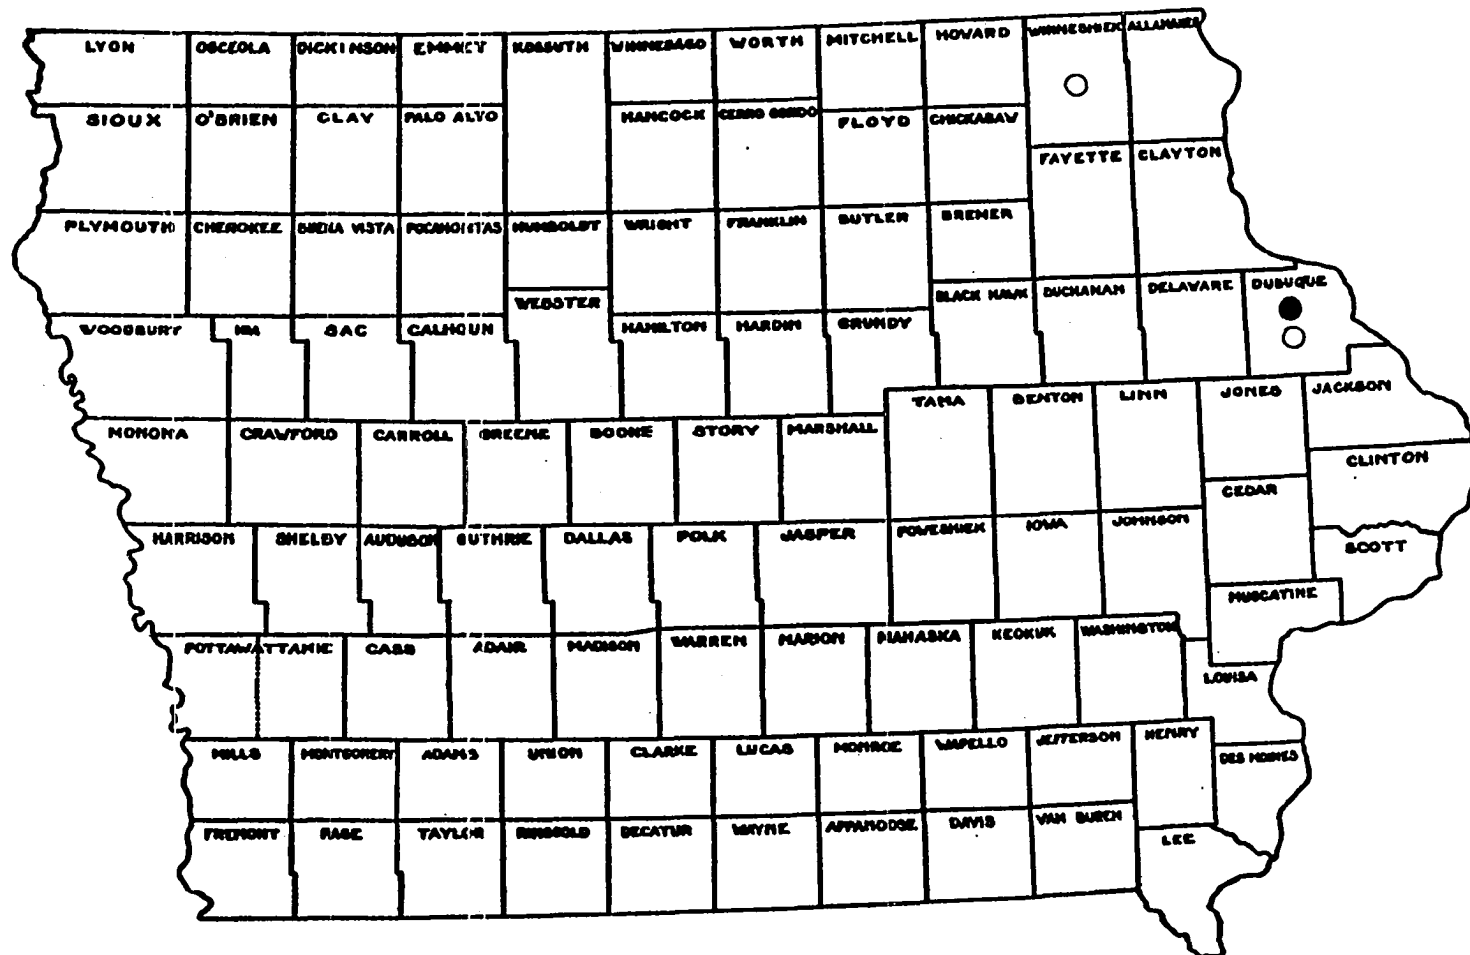 LYON OSCEOLA DICKINSON EMMET KOSSUTH WINNEBAGO WORTH MITCHELL HOWARD WINNESHIEK ALLAMAKEE
SIOUX O'BRIEN CLAY PALO ALTO HANCOCK CERRO GORDO FLOYD CHICKASAW
FAYETTE CLAYTON
PLYMOUTH CHEROKEE BUENA VISTA POCAHONTAS HUMBOLDT WRIGHT FRANKLIN BUTLER BREMER
WOODBURY IDA SAC CALHOUN WEBSTER HAMILTON HARDIN GRUNDY BLACK HAWK BUCHANAN DELAWARE DUBUQUE
MONONA CRAWFORD CARROLL GREENE BOONE STORY MARSHALL TAMA BENTON LINN JONES JACKSON
CLINTON
CEDAR
HARRISON SHELBY AUDUBON GUTHRIE DALLAS POLK JASPER POWESHIEK IOWA JOHNSON
SCOTT
MUSCATINE
POTTAWATTAMIE CASS ADAIR MADISON WARREN MARION MAHASKA KEOKUK WASHINGTON
LOUISA
MILLS MONTGOMERY ADAMS UNION CLARKE LUCAS MONROE WAPELLO JEFFERSON HENRY
DES MOINES
FREMONT PAGE TAYLOR RINGGOLD DECATUR WAYNE APPANOOSE DAVIS VAN BUREN
LEE